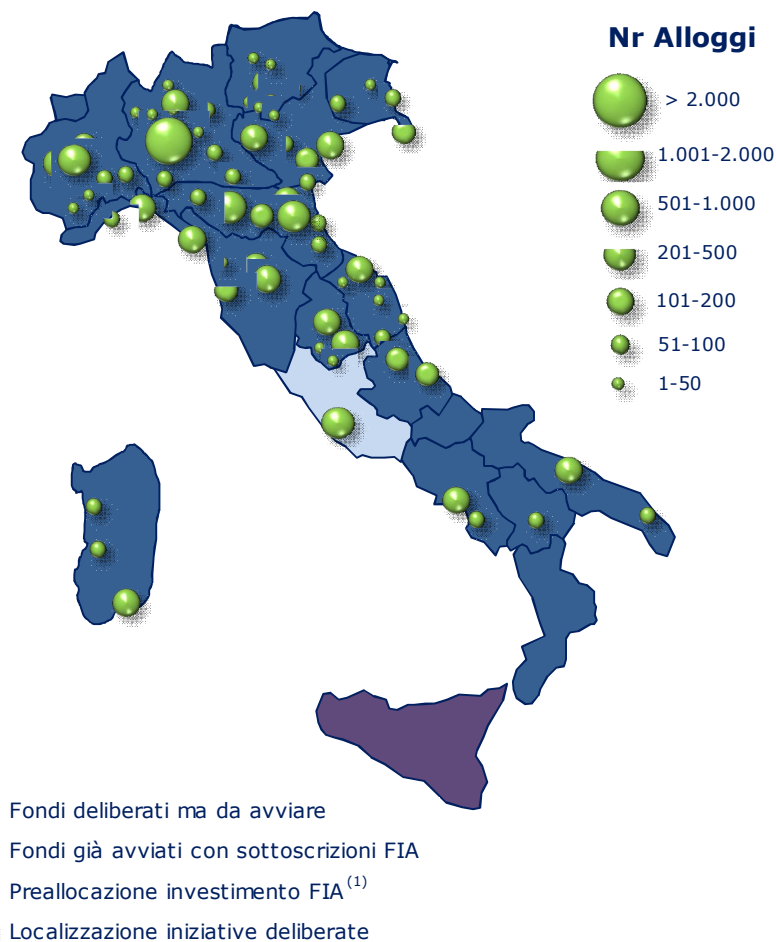 Nr Alloggi
> 2.000
1.001-2.000
501-1.000
201-500
101-200
51-100
1-50
Fondi deliberati ma da avviare
Fondi già avviati con sottoscrizioni FIA
Preallocazione investimento FIA (1)
Localizzazione iniziative deliberate